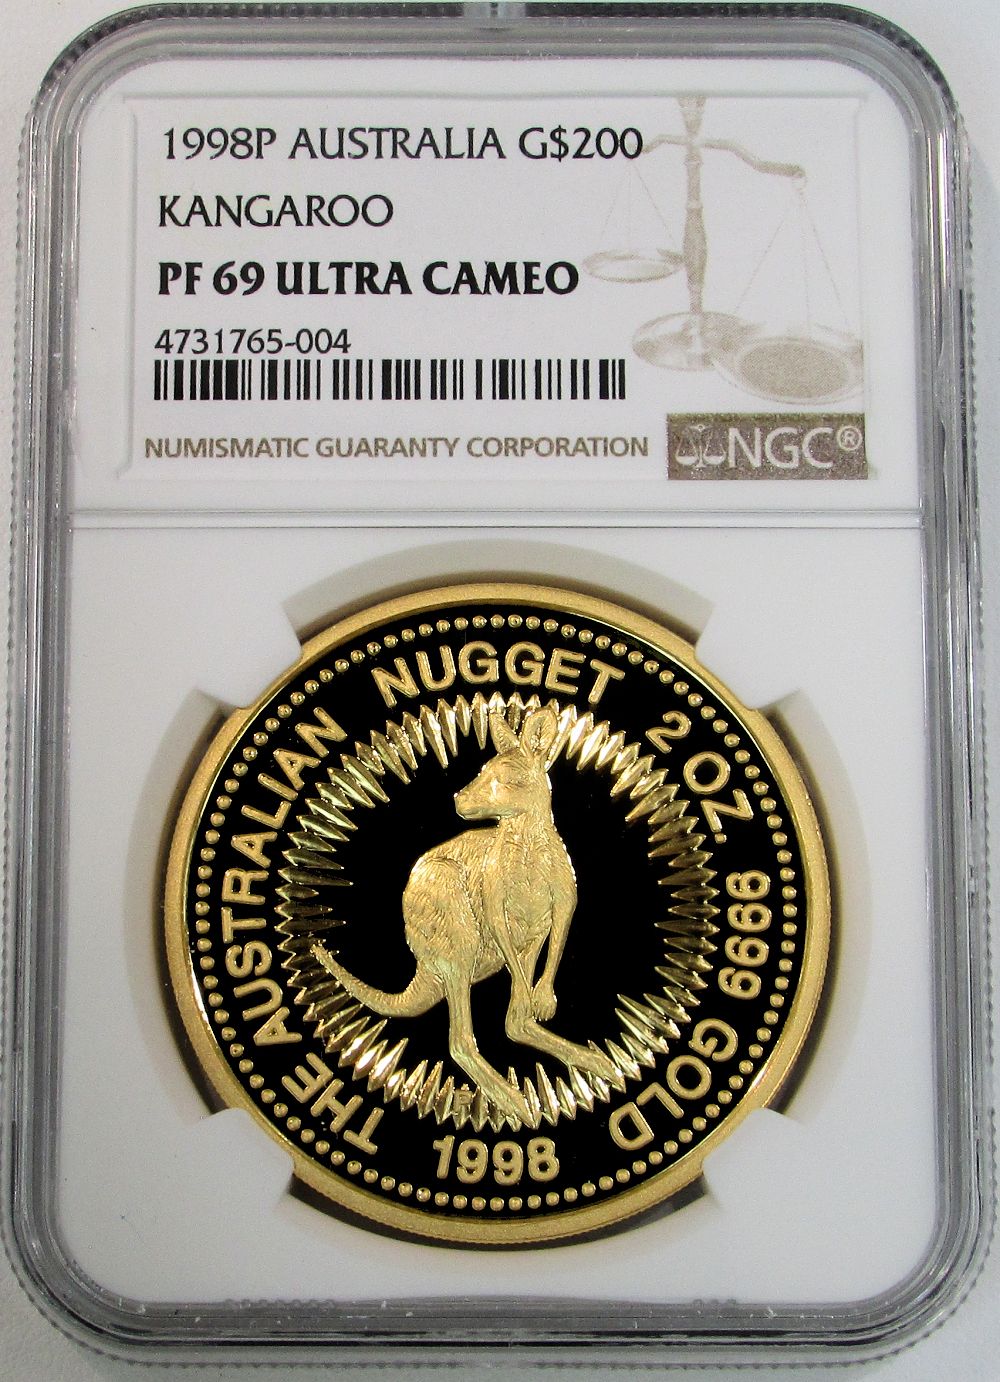 1998P AUSTRALIA G$200
KANGAROO
PF 69 ULTRA CAMEO
4731765-004
NUMISMATIC GUARANTY CORPORATION
NGC®
THE AUSTRALIAN NUGGET 2 OZ. 9999 GOLD
P
1998